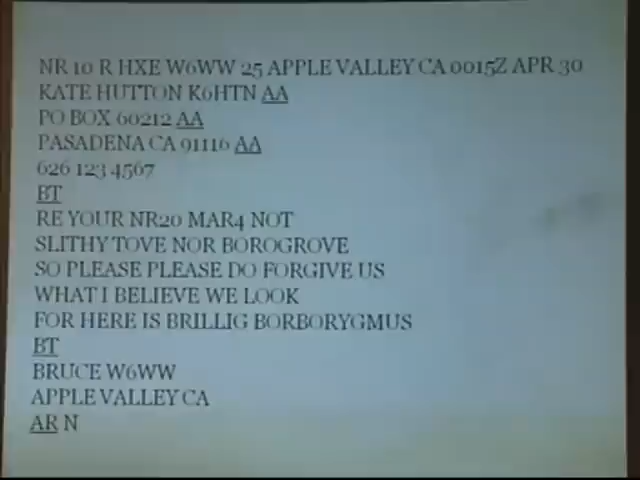 NR 10 R HXE W6WW 25 APPLE VALLEY CA 0015Z APR 30
KATE HUTTON K6HTN AA
PO BOX 60212 AA
PASADENA CA 91116 AA
626 123 4567
BT
RE YOUR NR20 MAR4 NOT
SLITHY TOVE NOR BOROGROVE
SO PLEASE PLEASE DO FORGIVE US
WHAT I BELIEVE WE LOOK
FOR HERE IS BRILLIG BORBORYGMUS
BT
BRUCE W6WW
APPLE VALLEY CA
AR N